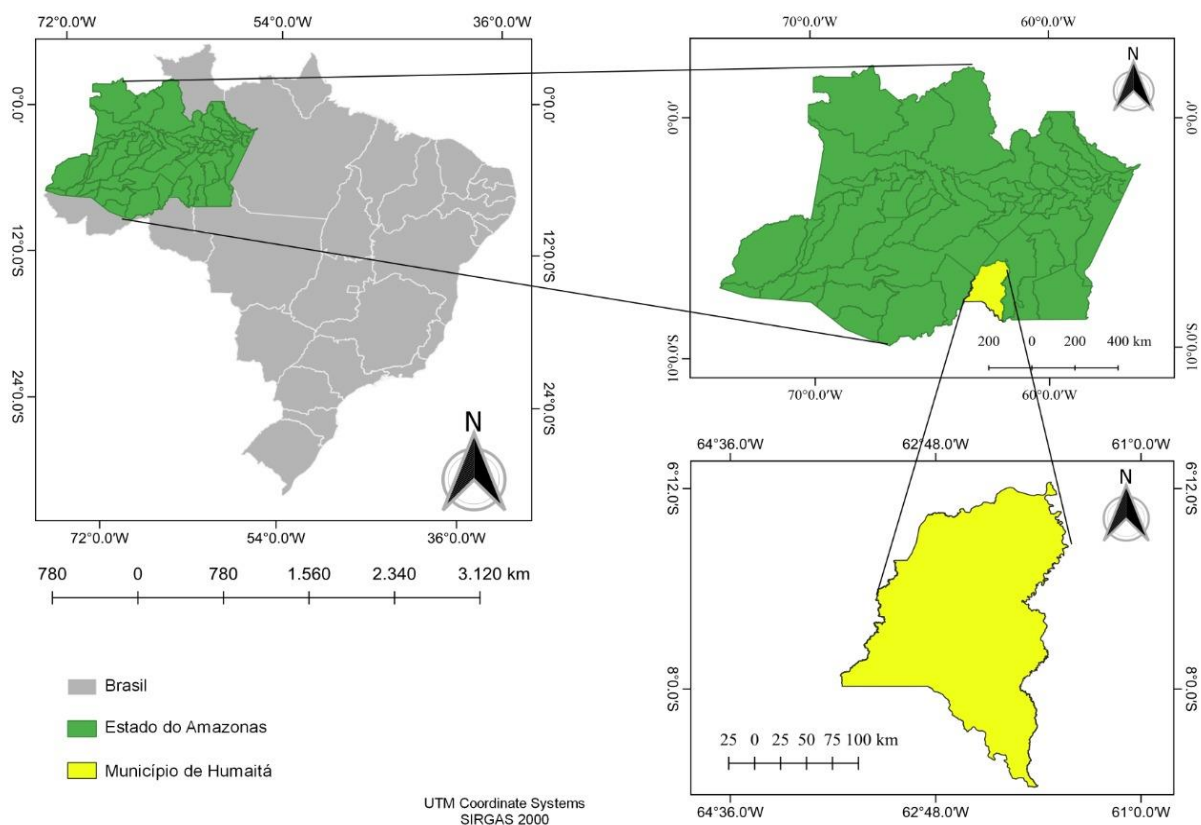 72°0.0'W 54°0.0'W 36°0.0'W
0°0.0' 0°0.0'
12°0.0'S 12°0.0'S
24°0.0'S 24°0.0'S
N
72°0.0'W 54°0.0'W 36°0.0'W
780 0 780 1.560 2.340 3.120 km
Brasil
Estado do Amazonas
Município de Humaitá
UTM Coordinate Systems
SIRGAS 2000
70°0.0'W 60°0.0'W
N
0°0.0' 0°0.0'
10°0.0'S 10°0.0'S
200 0 200 400 km
70°0.0'W 60°0.0'W
64°36.0'W 62°48.0'W 61°0.0'W
N
6°12.0'S 6°12.0'S
8°0.0'S 8°0.0'S
25 0 25 50 75 100 km
64°36.0'W 62°48.0'W 61°0.0'W